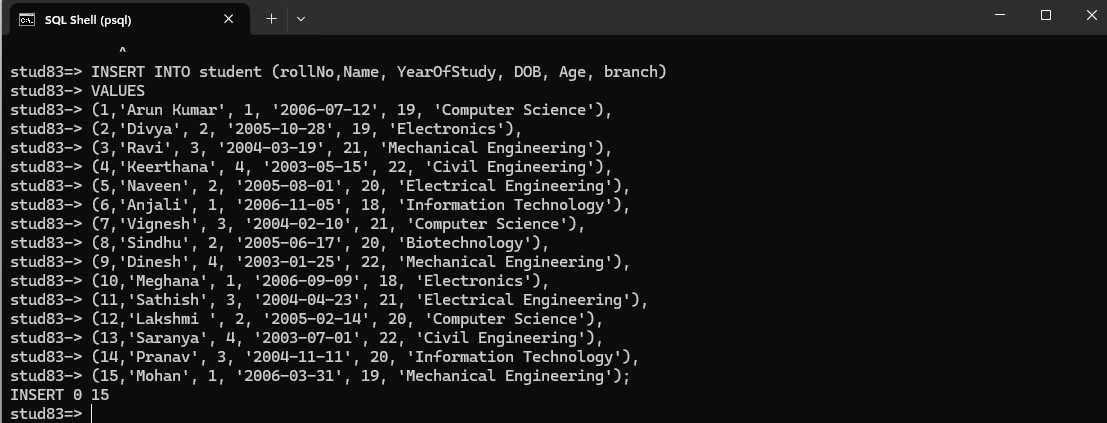 SQL Shell (psql)
^
stud83=> INSERT INTO student (rollNo,Name, YearOfStudy, DOB, Age, branch)
stud83-> VALUES
stud83-> (1,'Arun Kumar', 1, '2006-07-12', 19, 'Computer Science'),
stud83-> (2,'Divya', 2, '2005-10-28', 19, 'Electronics'),
stud83-> (3,'Ravi', 3, '2004-03-19', 21, 'Mechanical Engineering'),
stud83-> (4,'Keerthana', 4, '2003-05-15', 22, 'Civil Engineering'),
stud83-> (5,'Naveen', 2, '2005-08-01', 20, 'Electrical Engineering'),
stud83-> (6,'Anjali', 1, '2006-11-05', 18, 'Information Technology'),
stud83-> (7,'Vignesh', 3, '2004-02-10', 21, 'Computer Science'),
stud83-> (8,'Sindhu', 2, '2005-06-17', 20, 'Biotechnology'),
stud83-> (9,'Dinesh', 4, '2003-01-25', 22, 'Mechanical Engineering'),
stud83-> (10,'Meghana', 1, '2006-09-09', 18, 'Electronics'),
stud83-> (11,'Sathish', 3, '2004-04-23', 21, 'Electrical Engineering'),
stud83-> (12,'Lakshmi ', 2, '2005-02-14', 20, 'Computer Science'),
stud83-> (13,'Saranya', 4, '2003-07-01', 22, 'Civil Engineering'),
stud83-> (14,'Pranav', 3, '2004-11-11', 20, 'Information Technology'),
stud83-> (15,'Mohan', 1, '2006-03-31', 19, 'Mechanical Engineering');
INSERT 0 15
stud83=>